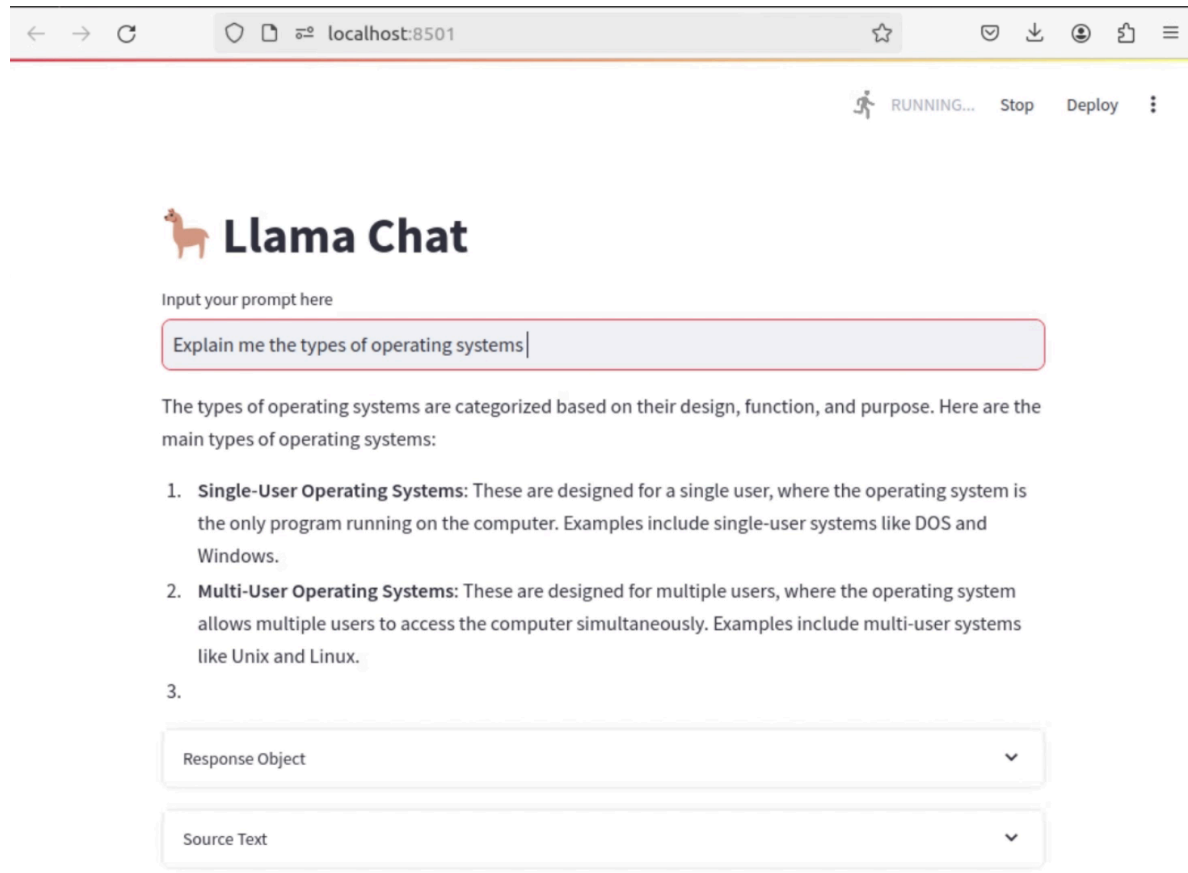 localhost:8501
RUNNING... Stop Deploy
Llama Chat
Input your prompt here
Explain me the types of operating systems
The types of operating systems are categorized based on their design, function, and purpose. Here are the
main types of operating systems:
1. Single-User Operating Systems: These are designed for a single user, where the operating system is
the only program running on the computer. Examples include single-user systems like DOS and
Windows.
2. Multi-User Operating Systems: These are designed for multiple users, where the operating system
allows multiple users to access the computer simultaneously. Examples include multi-user systems
like Unix and Linux.
3.
Response Object
Source Text